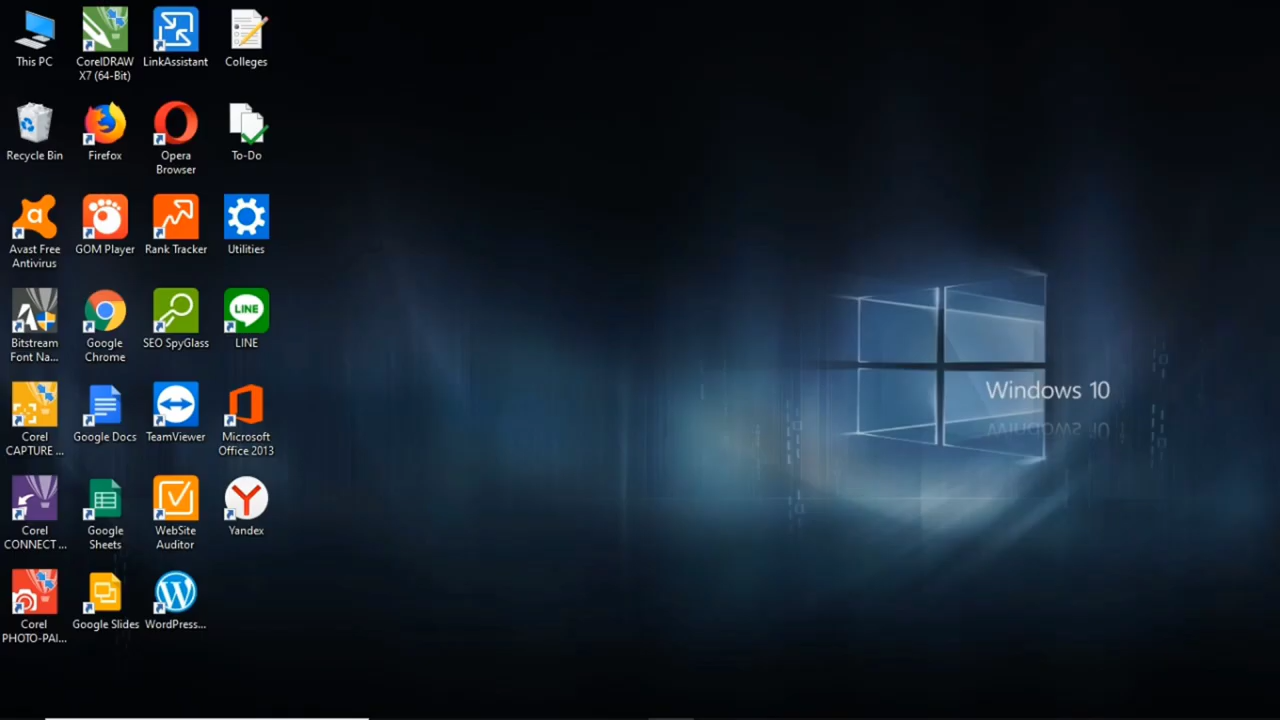 This PC
CorelDRAW
X7 (64-Bit)
LinkAssistant
Colleges
Recycle Bin
Firefox
Opera
Browser
To-Do
a
Avast Free
Antivirus
GOM Player
Rank Tracker
Utilities
Bitstream
Font Na...
Google
Chrome
SEO SpyGlass
LINE
LINE
Corel
CAPTURE ...
Google Docs
TeamViewer
Microsoft
Office 2013
Corel
CONNECT ...
Google
Sheets
WebSite
Auditor
Yandex
Corel
PHOTO-PAI...
Google Slides
WordPress...
Windows 10